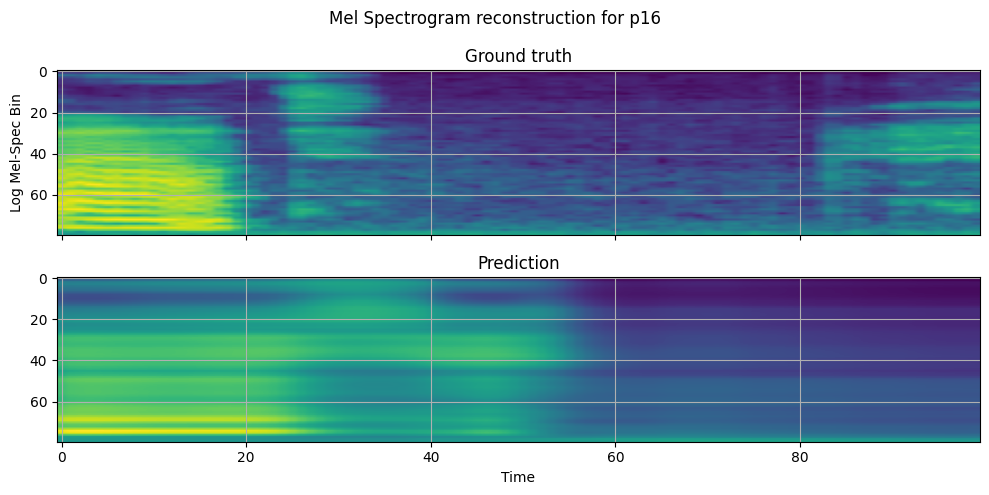 Mel Spectrogram reconstruction for p16
Ground truth
Log Mel-Spec Bin
0
20
40
60
Prediction
0
20
40
60
0 20 40 60 80
Time